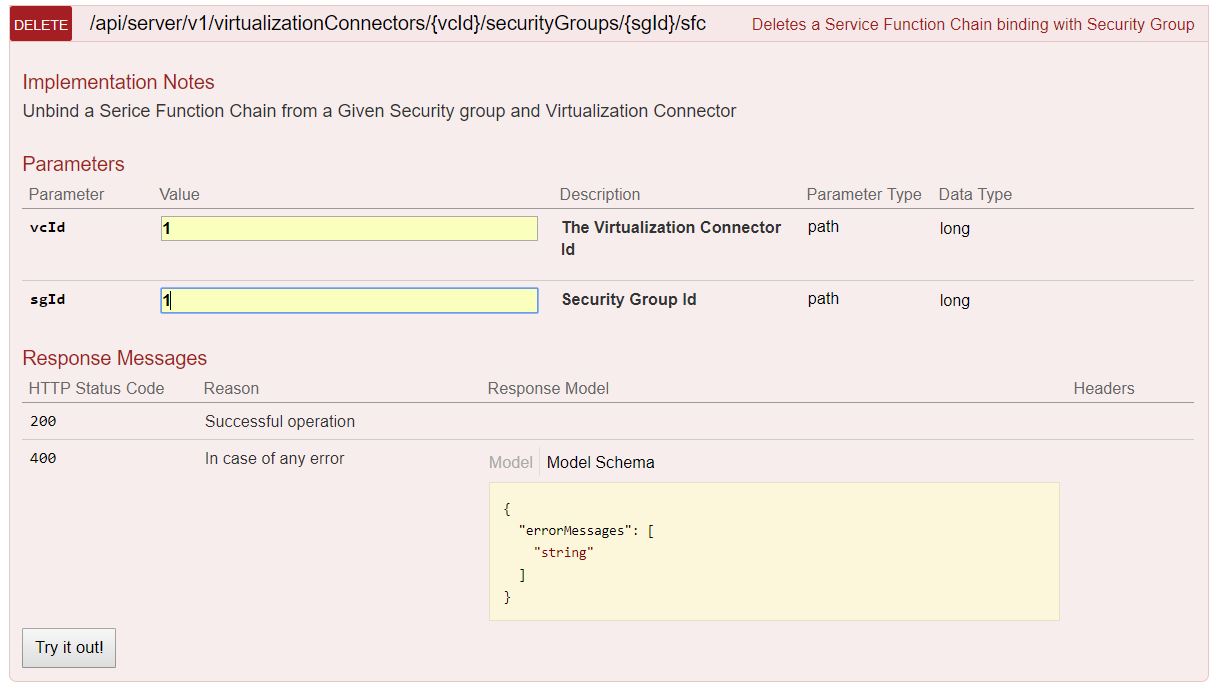 DELETE /api/server/v1/virtualizationConnectors/{vcId}/securityGroups/{sgId}/sfc Deletes a Service Function Chain binding with Security Group
Implementation Notes
Unbind a Serice Function Chain from a Given Security group and Virtualization Connector
Parameters
Parameter Value Description Parameter Type Data Type
vcId 1 The Virtualization Connector path long
Id
sgId 1 Security Group Id path long
Response Messages
HTTP Status Code Reason Response Model Headers
200 Successful operation
400 In case of any error Model Model Schema
{
"errorMessages": [
"string"
]
}
Try it out!